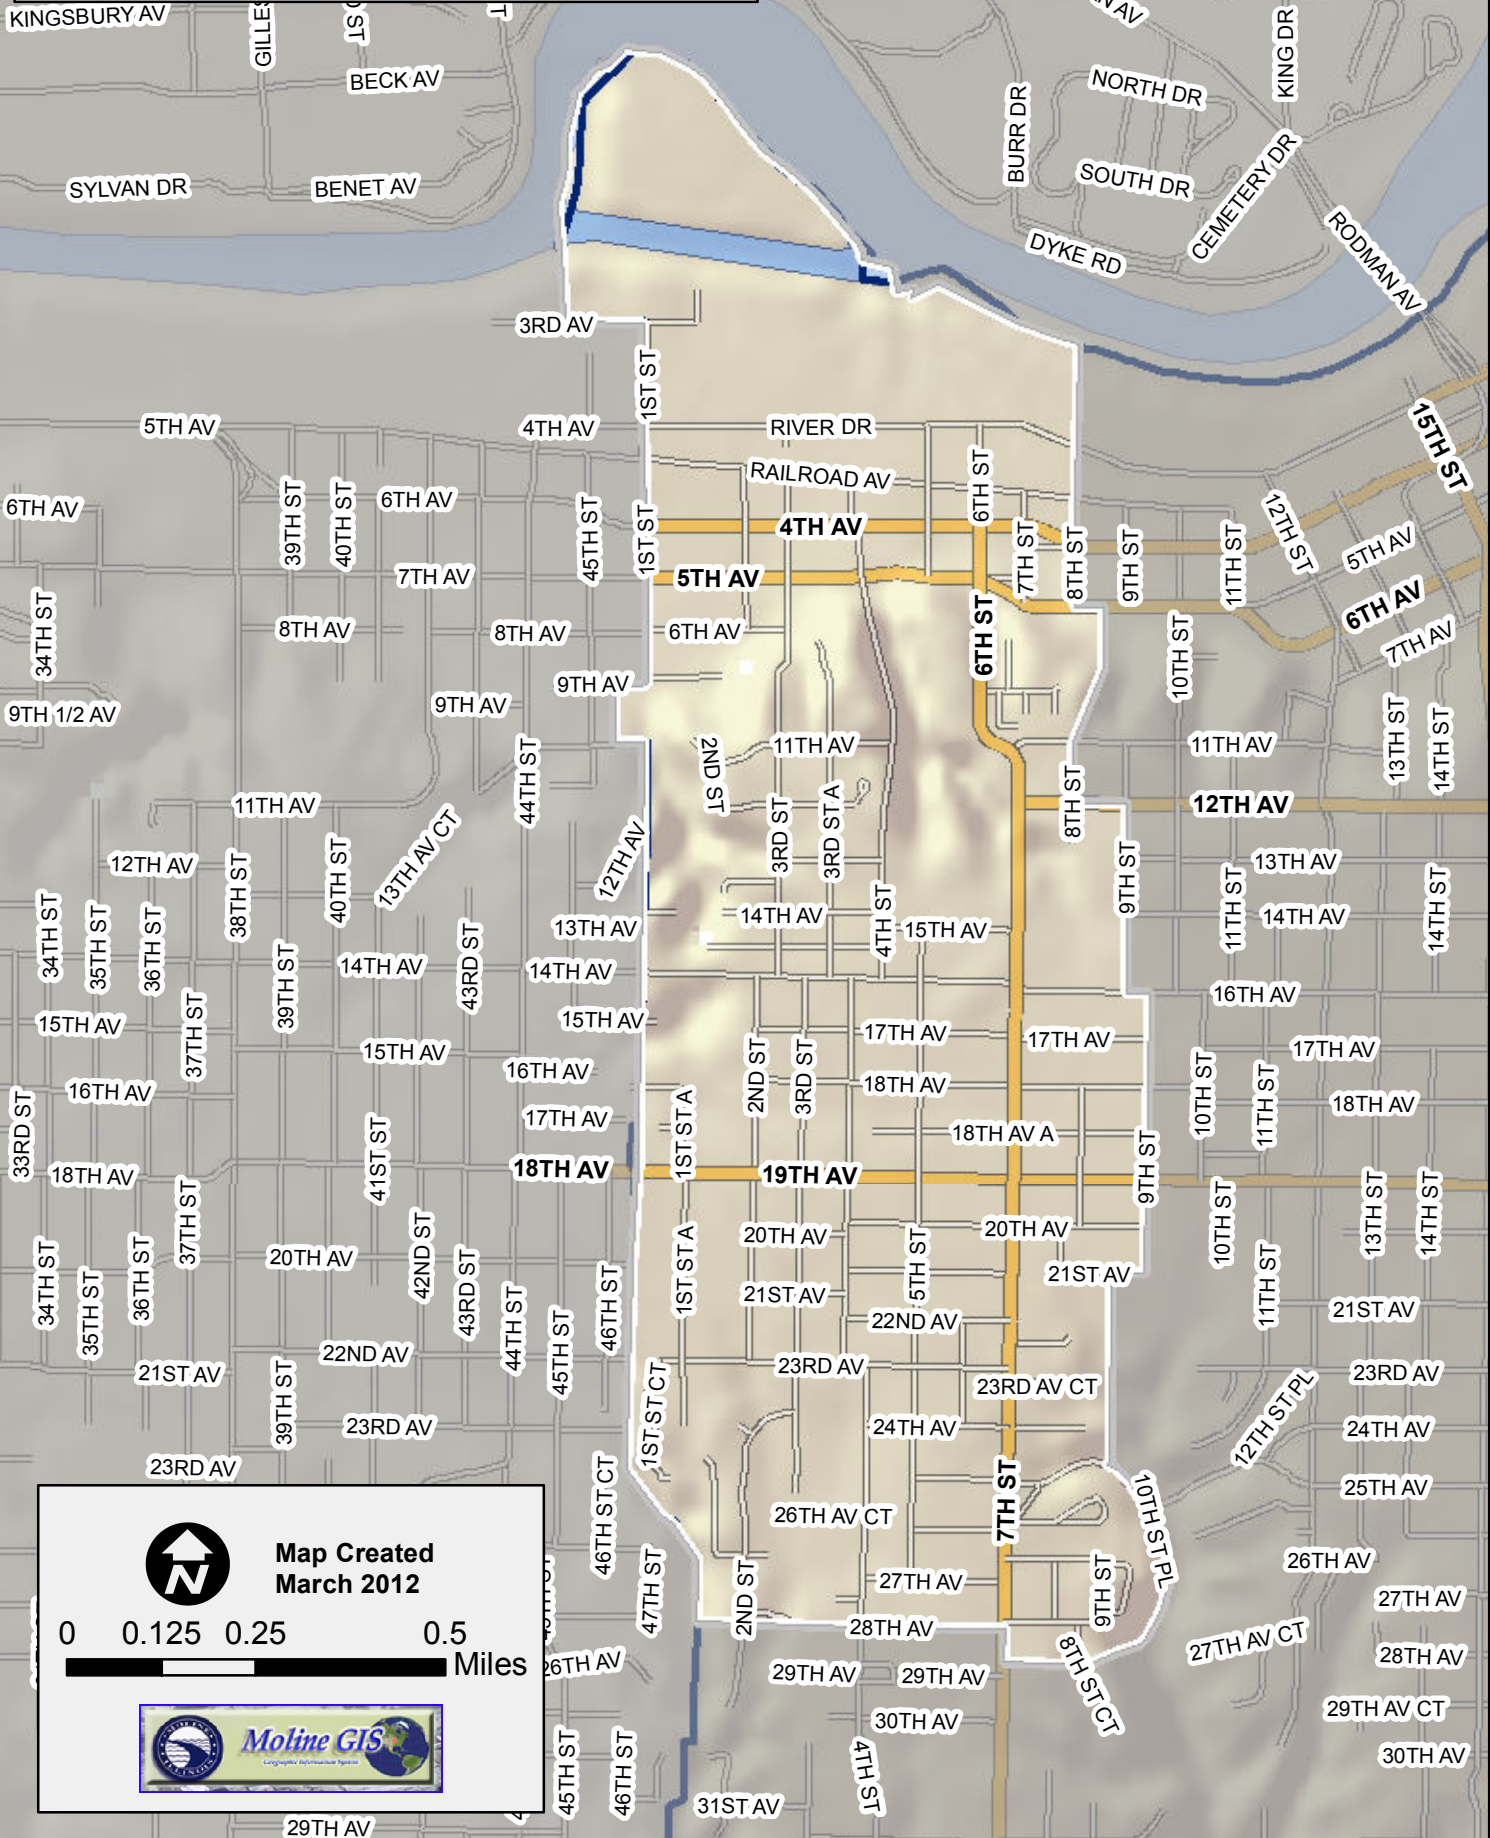 KINGSBURY AV
GILLES
ST
N AV
KING DR
BECK AV
NORTH DR
BURR DR
SYLVAN DR
BENET AV
SOUTH DR
CEMETERY DR
DYKE RD
RODMAN AV
3RD AV
1ST ST
5TH AV
4TH AV
RIVER DR
15TH ST
RAILROAD AV
6TH ST
6TH AV
39TH ST
40TH ST
6TH AV
45TH ST
1ST ST
4TH AV
7TH ST
8TH ST
9TH ST
11TH ST
12TH ST
5TH AV
7TH AV
5TH AV
6TH AV
34TH ST
8TH AV
8TH AV
6TH AV
6TH ST
10TH ST
7TH AV
9TH AV
9TH 1/2 AV
9TH AV
44TH ST
2ND ST
11TH AV
11TH AV
13TH ST
14TH ST
11TH AV
3RD ST
3RD ST A
8TH ST
12TH AV
12TH AV
38TH ST
40TH ST
13TH AV CT
12TH AV
9TH ST
13TH AV
34TH ST
35TH ST
36TH ST
13TH AV
14TH AV
4TH ST
15TH AV
11TH ST
14TH AV
14TH ST
39TH ST
14TH AV
43RD ST
14TH AV
16TH AV
15TH AV
37TH ST
15TH AV
15TH AV
17TH AV
17TH AV
17TH AV
16TH AV
16TH AV
2ND ST
3RD ST
18TH AV
10TH ST
11TH ST
18TH AV
33RD ST
41ST ST
17TH AV
1ST ST A
18TH AV A
9TH ST
18TH AV
18TH AV
19TH AV
37TH ST
42ND ST
10TH ST
13TH ST
14TH ST
34TH ST
35TH ST
36TH ST
20TH AV
43RD ST
46TH ST
1ST ST A
20TH AV
5TH ST
20TH AV
21ST AV
11TH ST
44TH ST
45TH ST
21ST AV
22ND AV
21ST AV
21ST AV
22ND AV
39TH ST
1ST ST CT
23RD AV
23RD AV CT
23RD AV
23RD AV
24TH AV
12TH ST PL
24TH AV
23RD AV
46TH ST CT
7TH ST
10TH ST PL
25TH AV
26TH AV CT
Map Created
March 2012
47TH ST
2ND ST
27TH AV
9TH ST
26TH AV
27TH AV
0 0.125 0.25 0.5
Miles
28TH AV
27TH AV CT
28TH AV
26TH AV
29TH AV
29TH AV
8TH ST CT
29TH AV CT
30TH AV
Moline GIS
Geographic Information System
MOLINE
ILLINOIS
45TH ST
46TH ST
4TH ST
30TH AV
31ST AV
29TH AV
N